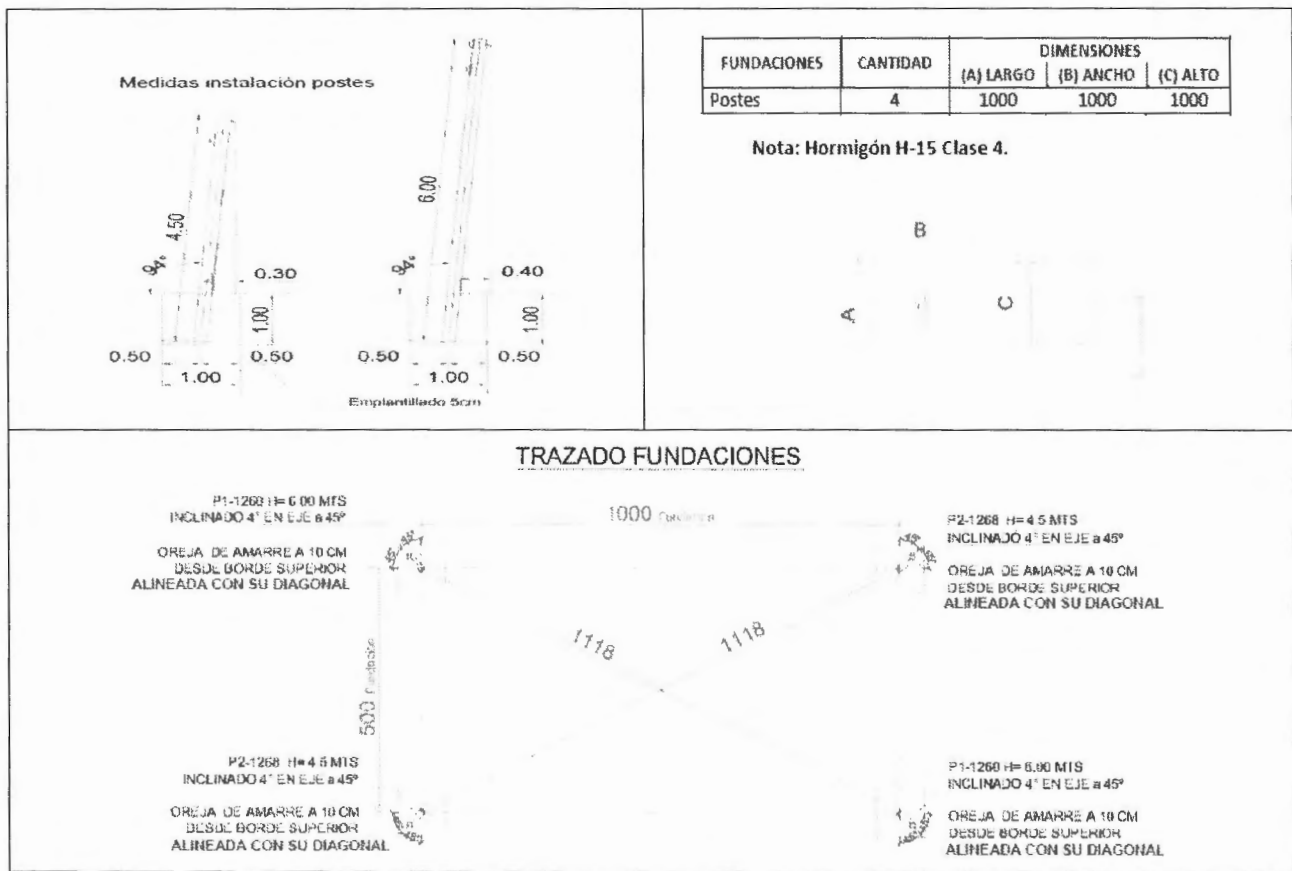 Medidas instalación postes
4.50
0.30
1.00
0.50
0.50
1.00
6.00
0.40
1.00
0.50
0.50
1.00
Emplantillado 5cm
FUNDACIONES CANTIDAD DIMENSIONES
(A) LARGO (B) ANCHO (C) ALTO
Postes 4 1000 1000 1000
Nota: Hormigón H-15 Clase 4.
B
A
C
TRAZADO FUNDACIONES
P1-1260 H= 6.00 MTS
INCLINADO 4° EN EJE a 45º
OREJA DE AMARRE A 10 CM
DESDE BORDE SUPERIOR
ALINEADA CON SU DIAGONAL
1000
P2-1268 H= 4.5 MTS
INCLINADO 4° EN EJE a 45º
OREJA DE AMARRE A 10 CM
DESDE BORDE SUPERIOR
ALINEADA CON SU DIAGONAL
1118
1118
500 Fundación
P2-1268 H= 4.5 MTS
INCLINADO 4° EN EJE a 45º
OREJA DE AMARRE A 10 CM
DESDE BORDE SUPERIOR
ALINEADA CON SU DIAGONAL
P1-1260 H= 6.00 MTS
INCLINADO 4° EN EJE a 45º
OREJA DE AMARRE A 10 CM
DESDE BORDE SUPERIOR
ALINEADA CON SU DIAGONAL